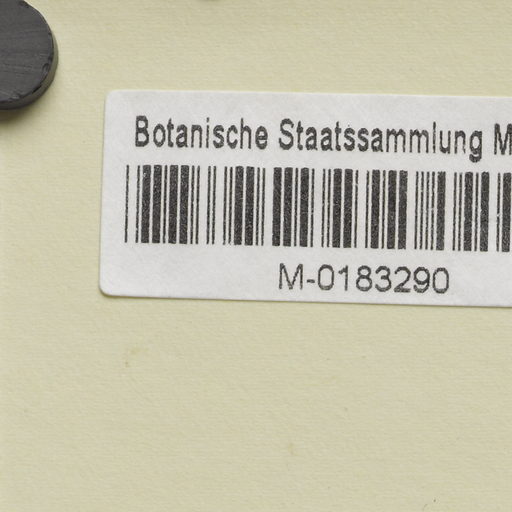 Botanische Staatssammlung M
M-0183290